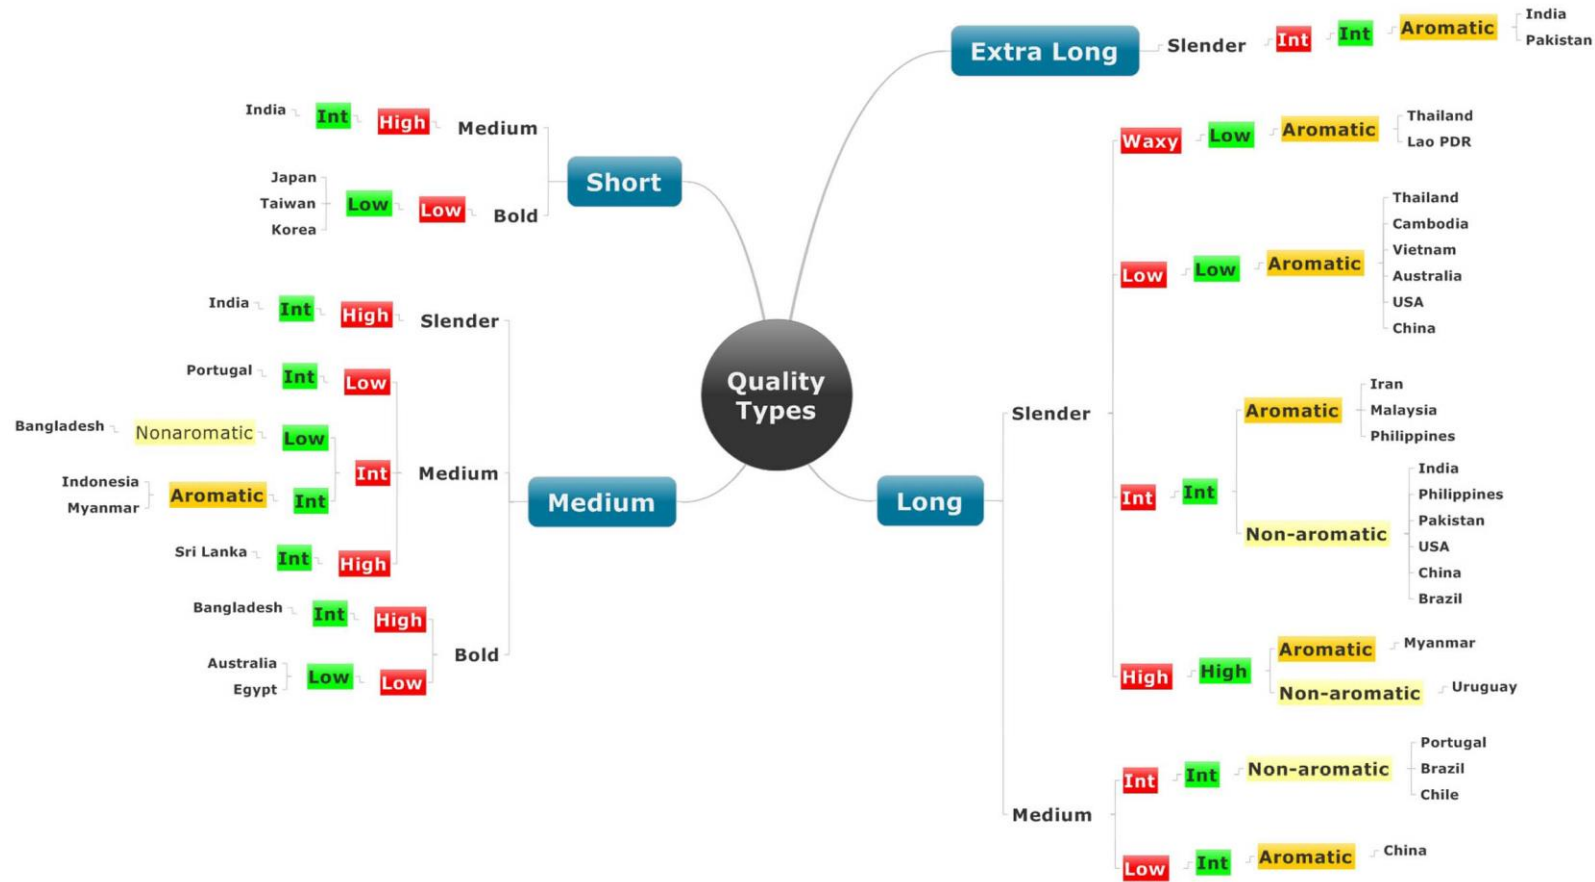 Quality
Types
Extra Long
Slender
Int
Int
Aromatic
India
Pakistan
Short
Medium
High
Int
India
Bold
Low
Low
Japan
Taiwan
Korea
Medium
Slender
High
Int
India
Medium
Low
Int
Portugal
Int
Low
Nonaromatic
Bangladesh
Int
Aromatic
Indonesia
Myanmar
High
Int
Sri Lanka
Bold
High
Int
Bangladesh
Low
Low
Australia
Egypt
Long
Slender
Waxy
Low
Aromatic
Thailand
Lao PDR
Low
Low
Aromatic
Thailand
Cambodia
Vietnam
Australia
USA
China
Int
Int
Aromatic
Iran
Malaysia
Philippines
Non-aromatic
India
Philippines
Pakistan
USA
China
Brazil
High
High
Aromatic
Myanmar
Non-aromatic
Uruguay
Medium
Int
Int
Non-aromatic
Portugal
Brazil
Chile
Low
Int
Aromatic
China